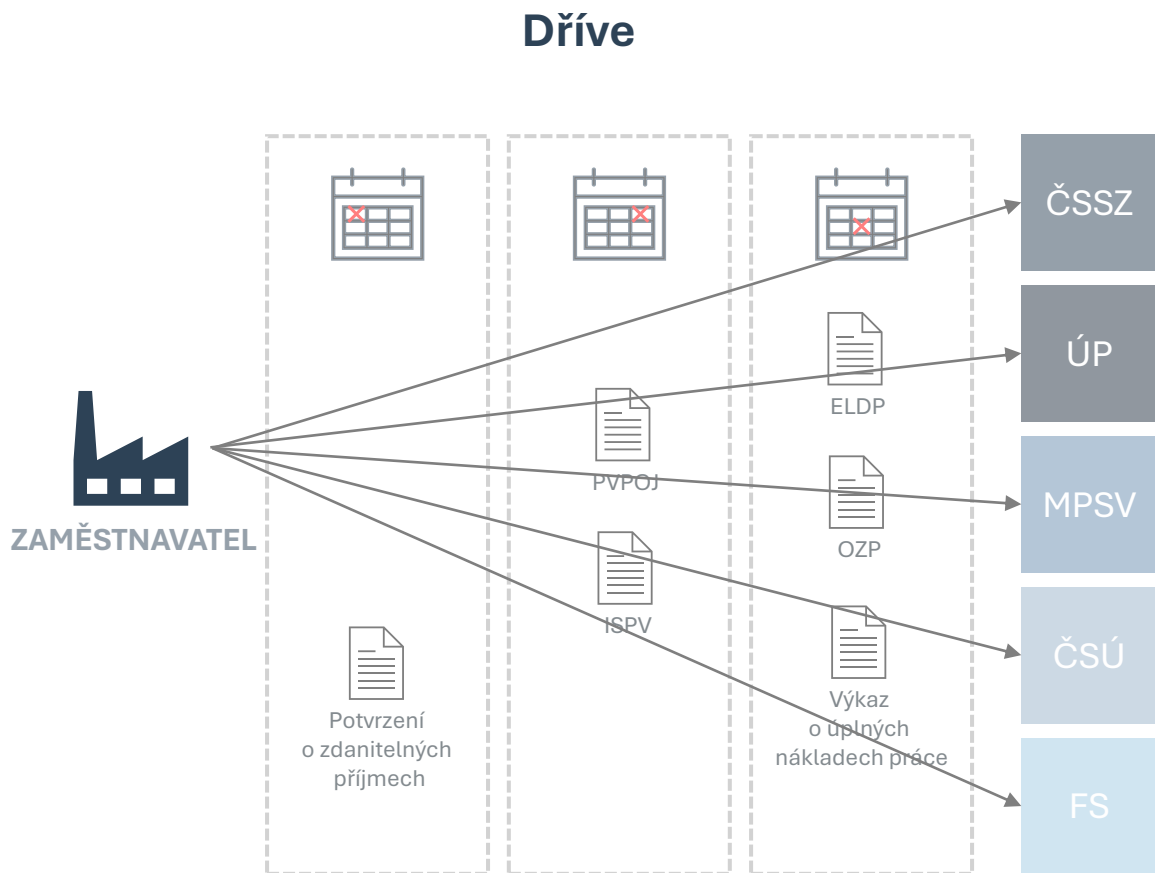 Dříve
ZAMĚSTNAVATEL
Potvrzení
o zdanitelných
příjmech
PVPOJ
ISPV
ELDP
OZP
Výkaz
o úplných
nákladech práce
ČSSZ
ÚP
MPSV
ČSÚ
FS